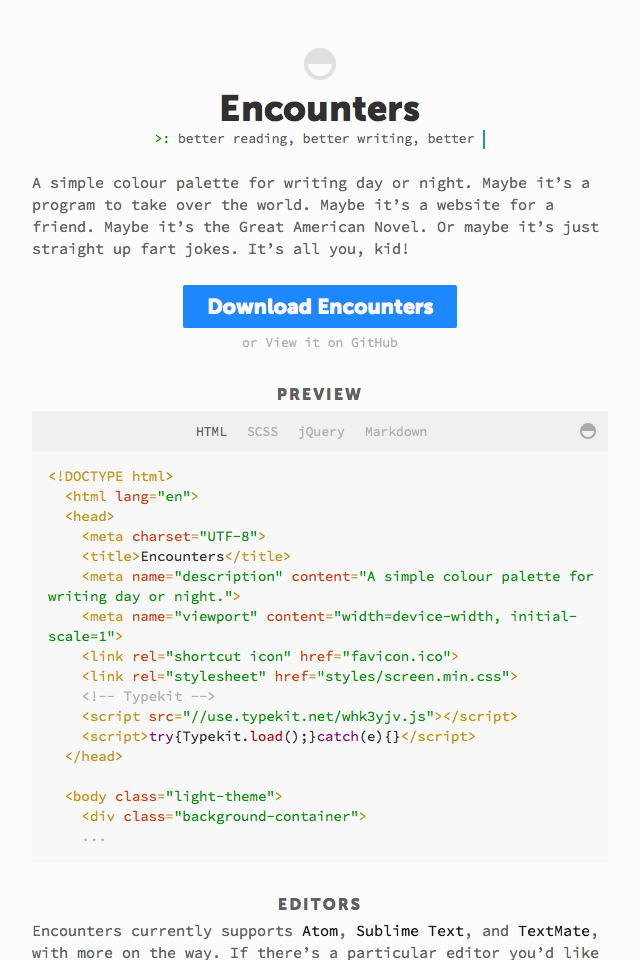 Encounters
>: better reading, better writing, better
A simple colour palette for writing day or night. Maybe it’s a
program to take over the world. Maybe it’s a website for a
friend. Maybe it’s the Great American Novel. Or maybe it’s just
straight up fart jokes. It’s all you, kid!
Download Encounters
or View it on GitHub
PREVIEW
HTML SCSS jQuery Markdown
<!DOCTYPE html>
  <html lang="en">
  <head>
    <meta charset="UTF-8">
    <title>Encounters</title>
    <meta name="description" content="A simple colour palette for
writing day or night.">
    <meta name="viewport" content="width=device-width, initial-
scale=1">
    <link rel="shortcut icon" href="favicon.ico">
    <link rel="stylesheet" href="styles/screen.min.css">
    <!-- Typekit -->
    <script src="//use.typekit.net/whk3yjv.js"></script>
    <script>try{Typekit.load();}catch(e){}</script>
  </head>
  <body class="light-theme">
    <div class="background-container">
    ...
EDITORS
Encounters currently supports Atom, Sublime Text, and TextMate,
with more on the way. If there’s a particular editor you’d like